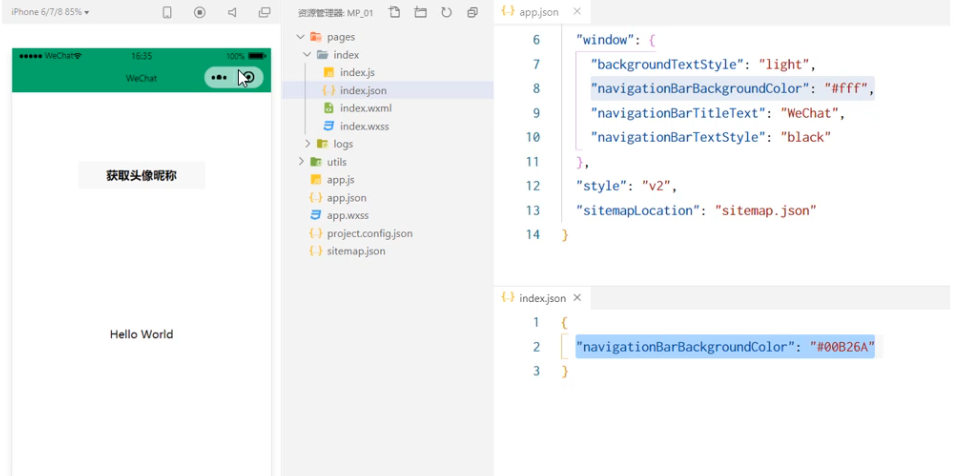 iPhone 6/7/8 85%
WeChat
16:35
100%
WeChat
获取头像昵称
Hello World
资源管理器: MP_01
pages
index
index.js
index.json
index.wxml
index.wxss
logs
utils
app.js
app.json
app.wxss
project.config.json
sitemap.json
app.json
6 "window": {
7 "backgroundTextStyle": "light",
8 "navigationBarBackgroundColor": "#fff",
9 "navigationBarTitleText": "WeChat",
10 "navigationBarTextStyle": "black"
11 },
12 "style": "v2",
13 "sitemapLocation": "sitemap.json"
14 }
index.json
1 {
2 "navigationBarBackgroundColor": "#00B26A"
3 }